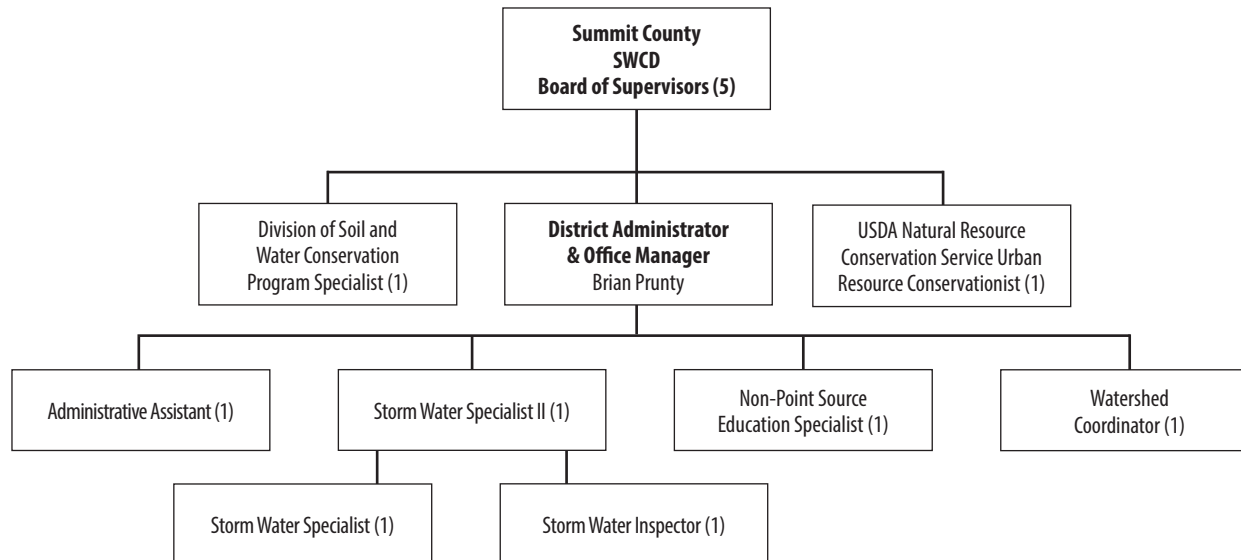 Summit County
SWCD
Board of Supervisors (5)
Division of Soil and
Water Conservation
Program Specialist (1)
District Administrator
& Office Manager
Brian Prunty
USDA Natural Resource
Conservation Service Urban
Resource Conservationist (1)
Administrative Assistant (1)
Storm Water Specialist II (1)
Non-Point Source
Education Specialist (1)
Watershed
Coordinator (1)
Storm Water Specialist (1)
Storm Water Inspector (1)